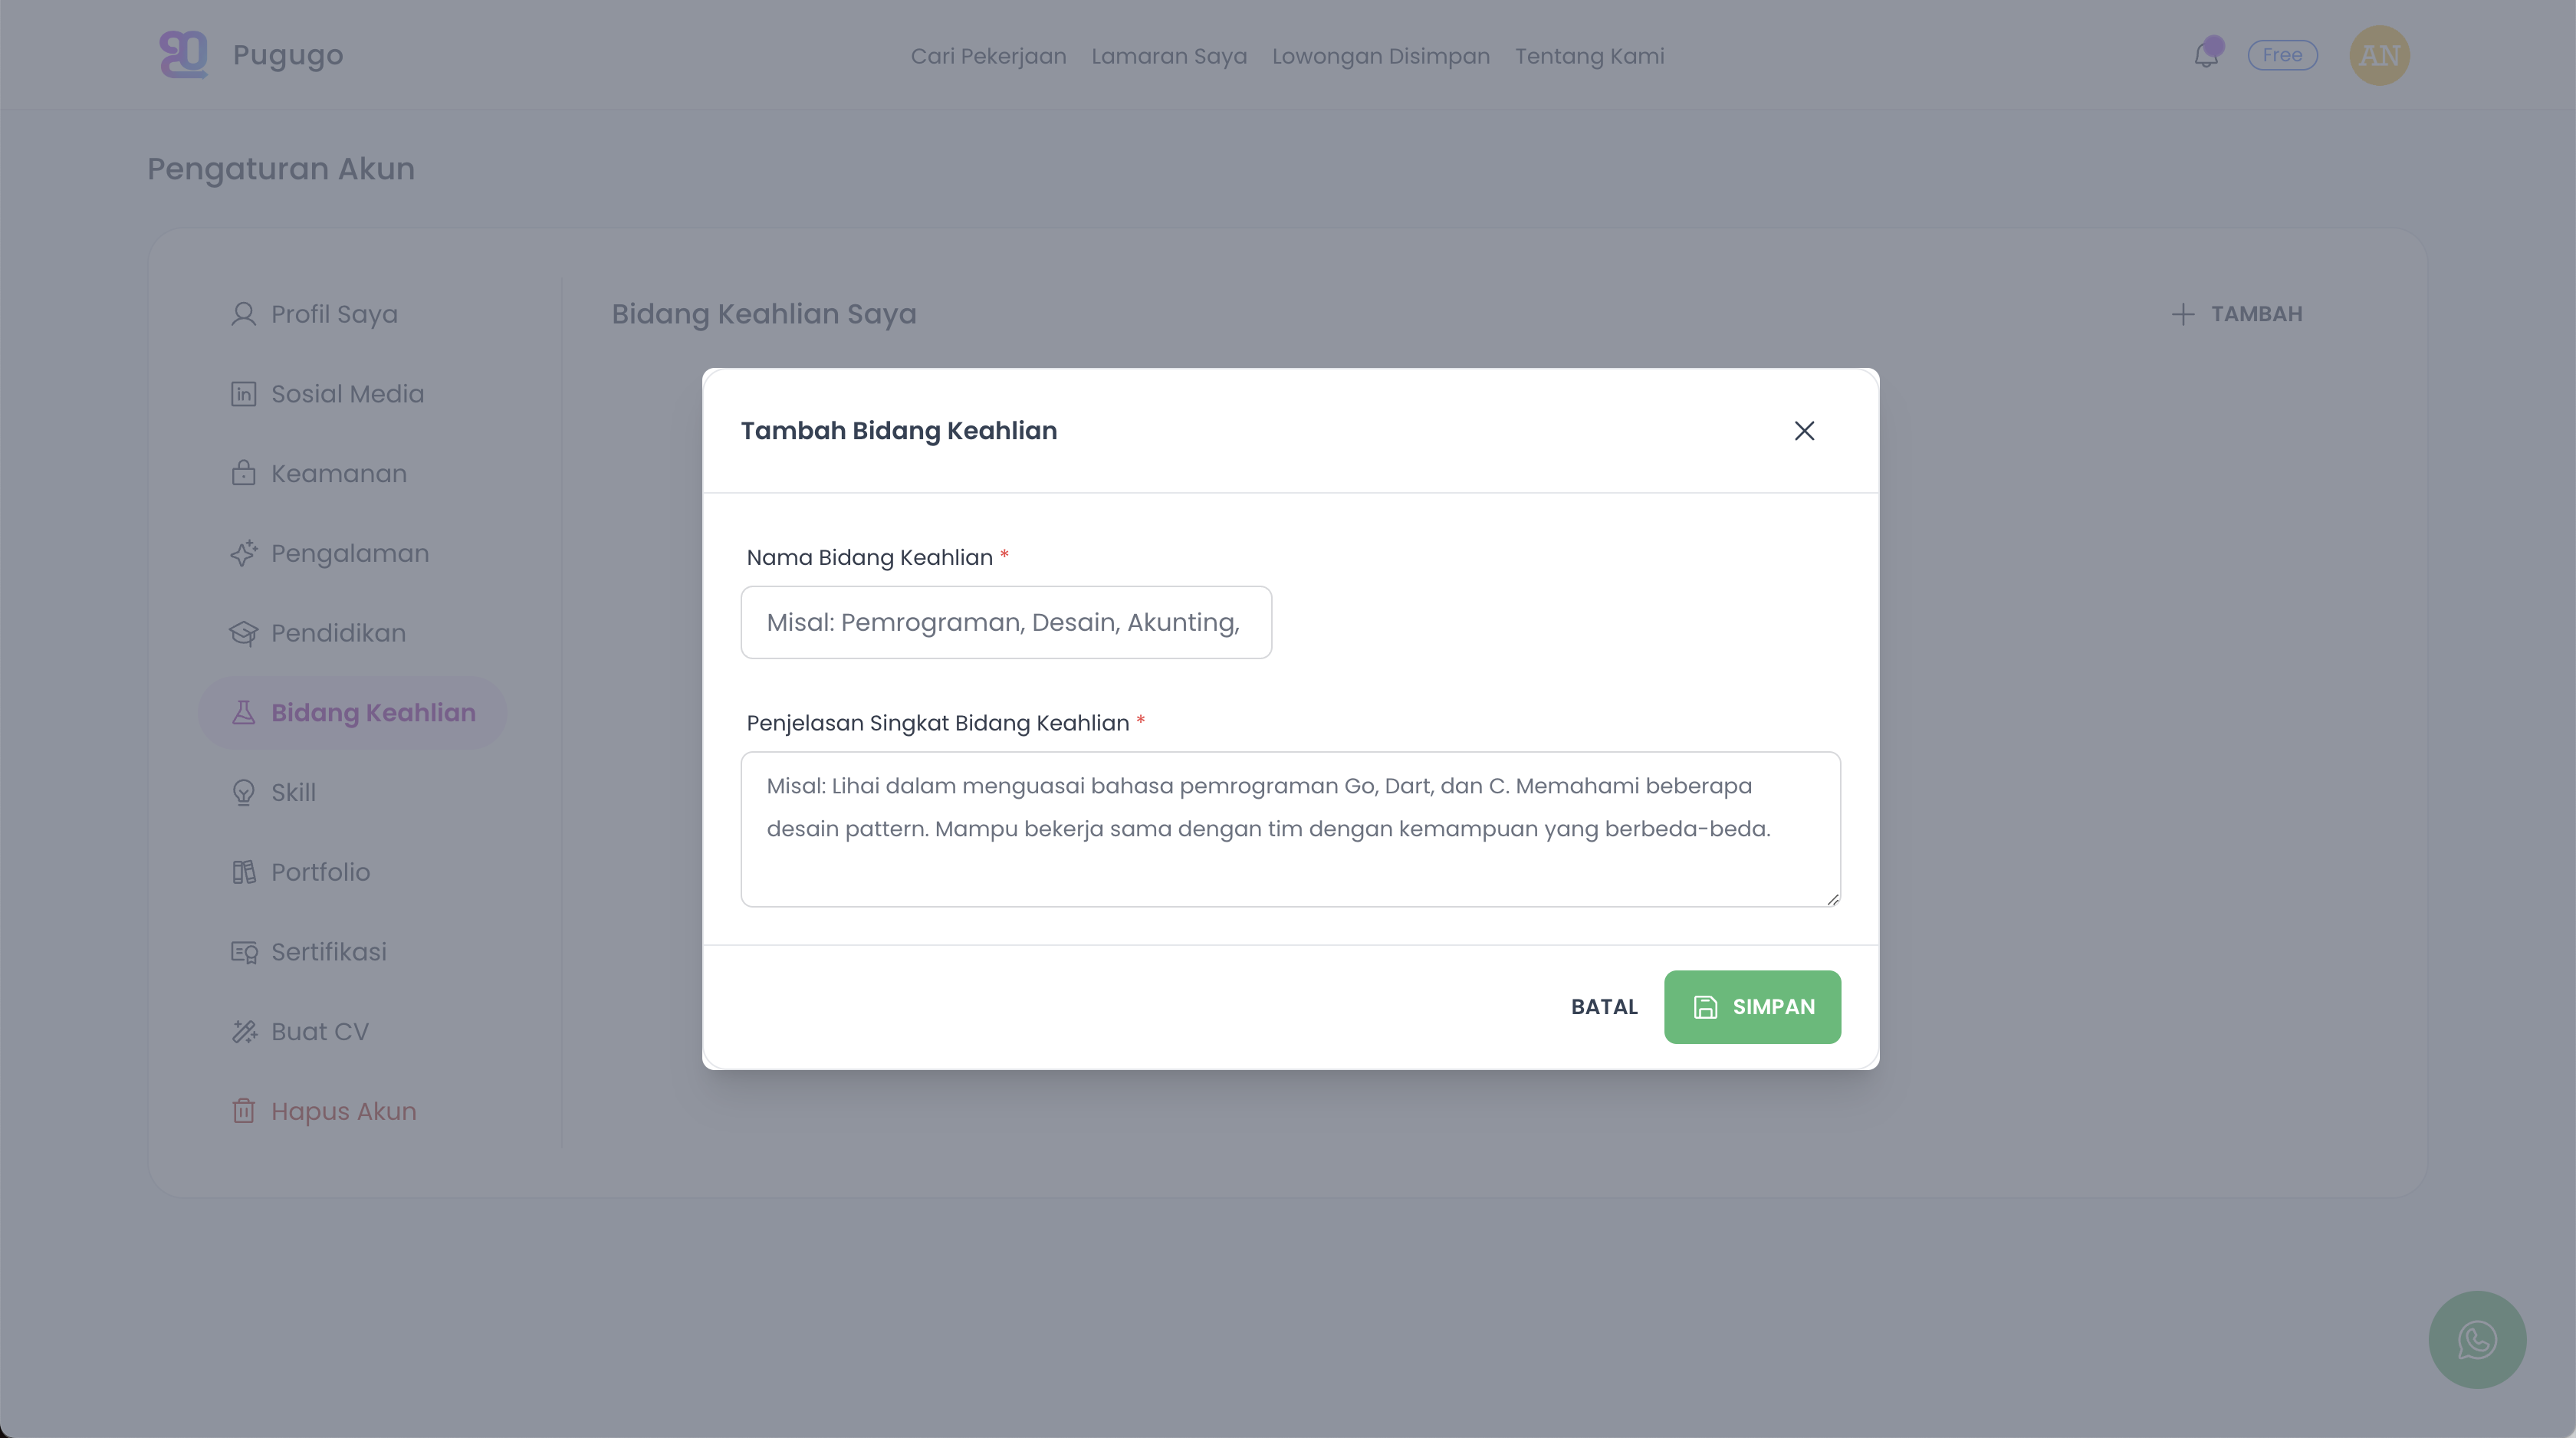 Pugugo
Cari Pekerjaan Lamaran Saya Lowongan Disimpan Tentang Kami
Free
AN
Pengaturan Akun
Profil Saya
Sosial Media
Keamanan
Pengalaman
Pendidikan
Bidang Keahlian
Skill
Portfolio
Sertifikasi
Buat CV
Hapus Akun
Bidang Keahlian Saya
TAMBAH
Tambah Bidang Keahlian
Nama Bidang Keahlian *
Misal: Pemrograman, Desain, Akunting,
Penjelasan Singkat Bidang Keahlian *
Misal: Lihai dalam menguasai bahasa pemrograman Go, Dart, dan C. Memahami beberapa
desain pattern. Mampu bekerja sama dengan tim dengan kemampuan yang berbeda-beda.
BATAL
SIMPAN